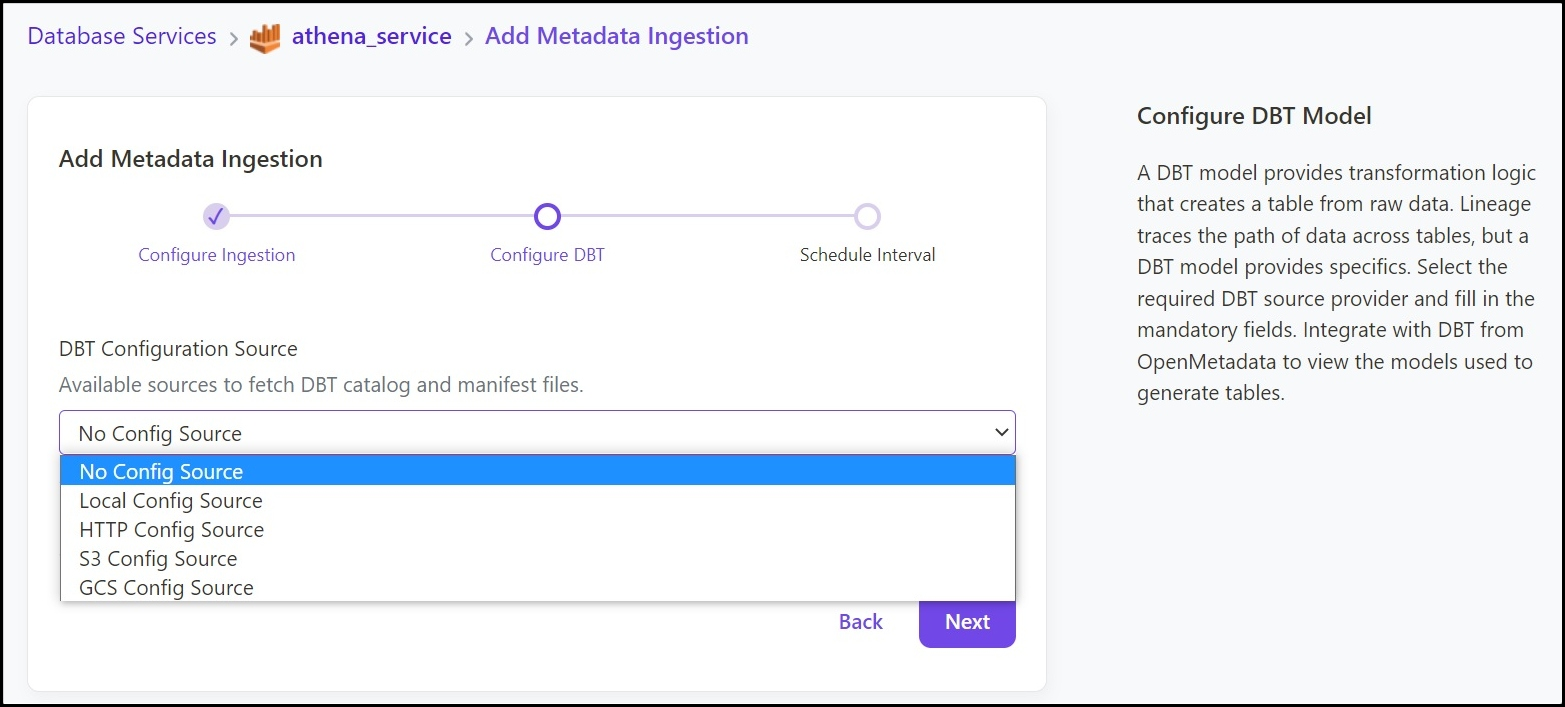 Database Services > athena_service > Add Metadata Ingestion
Add Metadata Ingestion
Configure Ingestion
Configure DBT
Schedule Interval
DBT Configuration Source
Available sources to fetch DBT catalog and manifest files.
No Config Source
No Config Source
Local Config Source
HTTP Config Source
S3 Config Source
GCS Config Source
Back
Next
Configure DBT Model
A DBT model provides transformation logic
that creates a table from raw data. Lineage
traces the path of data across tables, but a
DBT model provides specifics. Select the
required DBT source provider and fill in the
mandatory fields. Integrate with DBT from
OpenMetadata to view the models used to
generate tables.